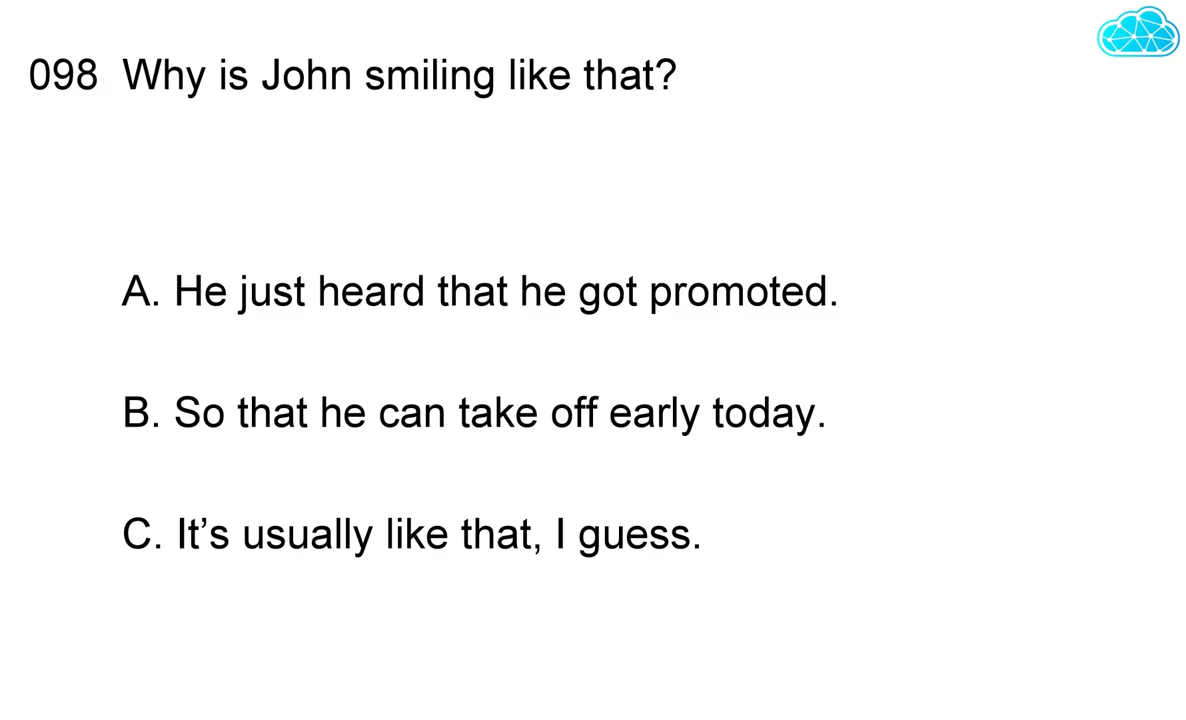 098 Why is John smiling like that?
A. He just heard that he got promoted.
B. So that he can take off early today.
C. It’s usually like that, I guess.